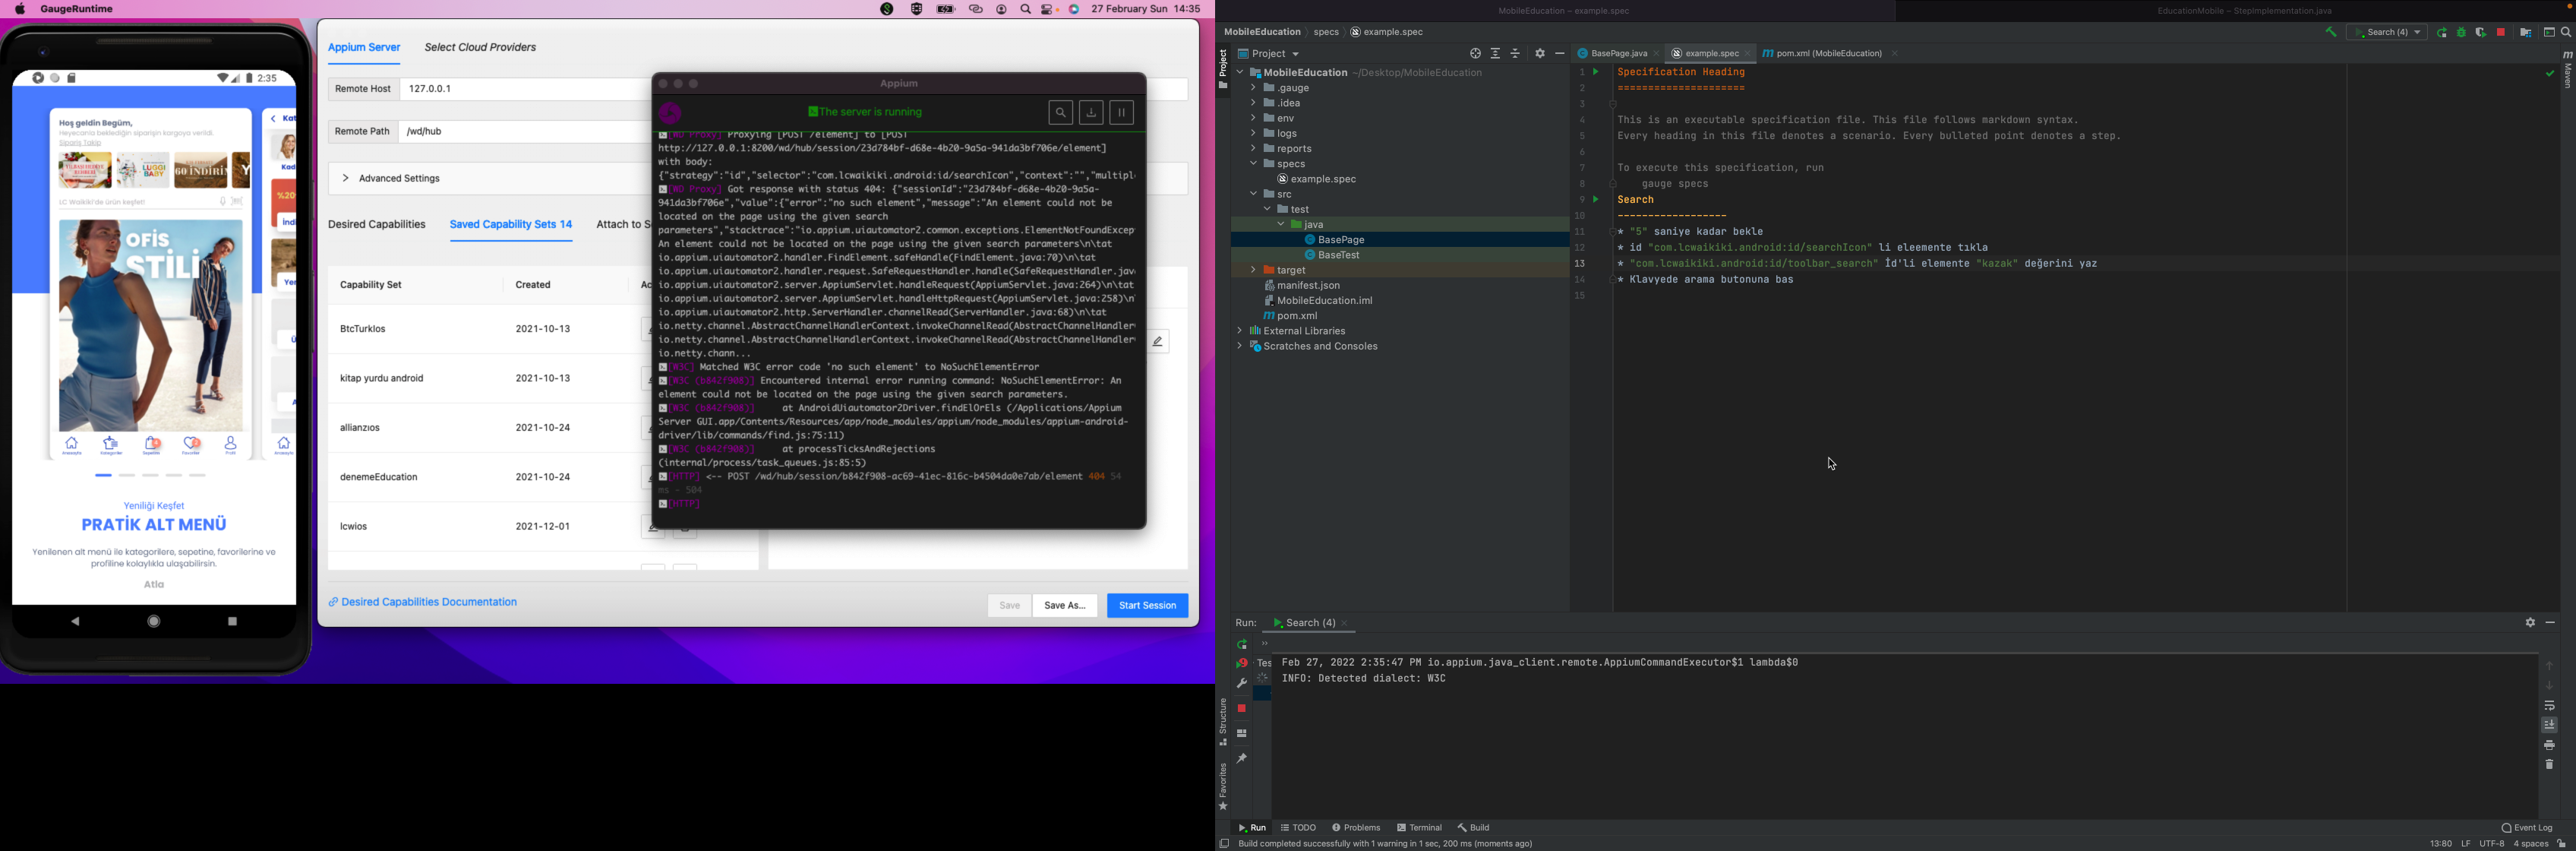 GaugeRuntime
27 February Sun 14:35
2:35
Hoş geldin Begüm,
Heyecanla beklediğin siparişin kargoya verildi.
Sipariş Takip
LUGGI
BABY
60 İNDİRİM
LC Waikiki'de ürün keşfet!
OFİS
STİLİ
Anasayfa
Kategoriler
Sepetim
Favoriler
Profil
Kat
Kadı
%20
İndi
Yer
Ü
A
Anasayfa
Yeniliği Keşfet
PRATİK ALT MENÜ
Yenilenen alt menü ile kategorilere, sepetine, favorilerine ve
profiline kolaylıkla ulaşabilirsin.
Atla
Appium Server
Select Cloud Providers
Remote Host
127.0.0.1
Remote Path
/wd/hub
Advanced Settings
Desired Capabilities
Saved Capability Sets 14
Attach to S
Capability Set
Created
Ac
BtcTurkIos
2021-10-13
kitap yurdu android
2021-10-13
allianzıos
2021-10-24
denemeEducation
2021-10-24
lcwios
2021-12-01
Desired Capabilities Documentation
Save
Save As...
Start Session
Appium
The server is running
[WD Proxy] Proxying [POST /element] to [POST
http://127.0.0.1:8200/wd/hub/session/23d784bf-d68e-4b20-9a5a-941da3bf706e/element]
with body:
{"strategy":"id","selector":"com.lcwaikiki.android:id/searchIcon","context":"","multipl
[WD Proxy] Got response with status 404: {"sessionId":"23d784bf-d68e-4b20-9a5a-
941da3bf706e","value":{"error":"no such element","message":"An element could not be
located on the page using the given search
parameters","stacktrace":"io.appium.uiautomator2.common.exceptions.ElementNotFoundExcep
An element could not be located on the page using the given search parameters\n\tat
io.appium.uiautomator2.handler.FindElement.safeHandle(FindElement.java:70)\n\tat
io.appium.uiautomator2.handler.request.SafeRequestHandler.handle(SafeRequestHandler.jav
io.appium.uiautomator2.server.AppiumServlet.handleRequest(AppiumServlet.java:264)\n\tat
io.appium.uiautomator2.server.AppiumServlet.handleHttpRequest(AppiumServlet.java:258)\n
io.appium.uiautomator2.http.ServerHandler.channelRead(ServerHandler.java:68)\n\tat
io.netty.channel.AbstractChannelHandlerContext.invokeChannelRead(AbstractChannelHandler
io.netty.channel.AbstractChannelHandlerContext.invokeChannelRead(AbstractChannelHandler
io.netty.chann...
[W3C] Matched W3C error code 'no such element' to NoSuchElementError
[W3C (b842f908)] Encountered internal error running command: NoSuchElementError: An
element could not be located on the page using the given search parameters.
[W3C (b842f908)] at AndroidUiautomator2Driver.findElOrEls (/Applications/Appium
Server GUI.app/Contents/Resources/app/node_modules/appium/node_modules/appium-android-
driver/lib/commands/find.js:75:11)
[W3C (b842f908)] at processTicksAndRejections
(internal/process/task_queues.js:85:5)
[HTTP] <-- POST /wd/hub/session/b842f908-ac69-41ec-816c-b4504da0e7ab/element 404 54
ms - 504
[HTTP]
MobileEducation – example.spec
EducationMobile – StepImplementation.java
MobileEducation
specs
example.spec
Search (4)
Project
Project
MobileEducation ~/Desktop/MobileEducation
.gauge
.idea
env
logs
reports
specs
example.spec
src
test
java
BasePage
BaseTest
target
manifest.json
MobileEducation.iml
pom.xml
External Libraries
Scratches and Consoles
BasePage.java
example.spec
pom.xml (MobileEducation)
Maven
1 Specification Heading
2 =====================
3
4 This is an executable specification file. This file follows markdown syntax.
5 Every heading in this file denotes a scenario. Every bulleted point denotes a step.
6
7 To execute this specification, run
8 gauge specs
9 Search
10 ------------------
11 * "5" saniye kadar bekle
12 * id "com.lcwaikiki.android:id/searchIcon" li eleemente tıkla
13 * "com.lcwaikiki.android:id/toolbar_search" İd'li elemente "kazak" değerini yaz
14 * Klavyede arama butonuna bas
15
Run:
Search (4)
Tes
Feb 27, 2022 2:35:47 PM io.appium.java_client.remote.AppiumCommandExecutor$1 lambda$0
INFO: Detected dialect: W3C
Structure
Favorites
Run
TODO
Problems
Terminal
Build
Event Log
Build completed successfully with 1 warning in 1 sec, 200 ms (moments ago)
13:80
LF
UTF-8
4 spaces